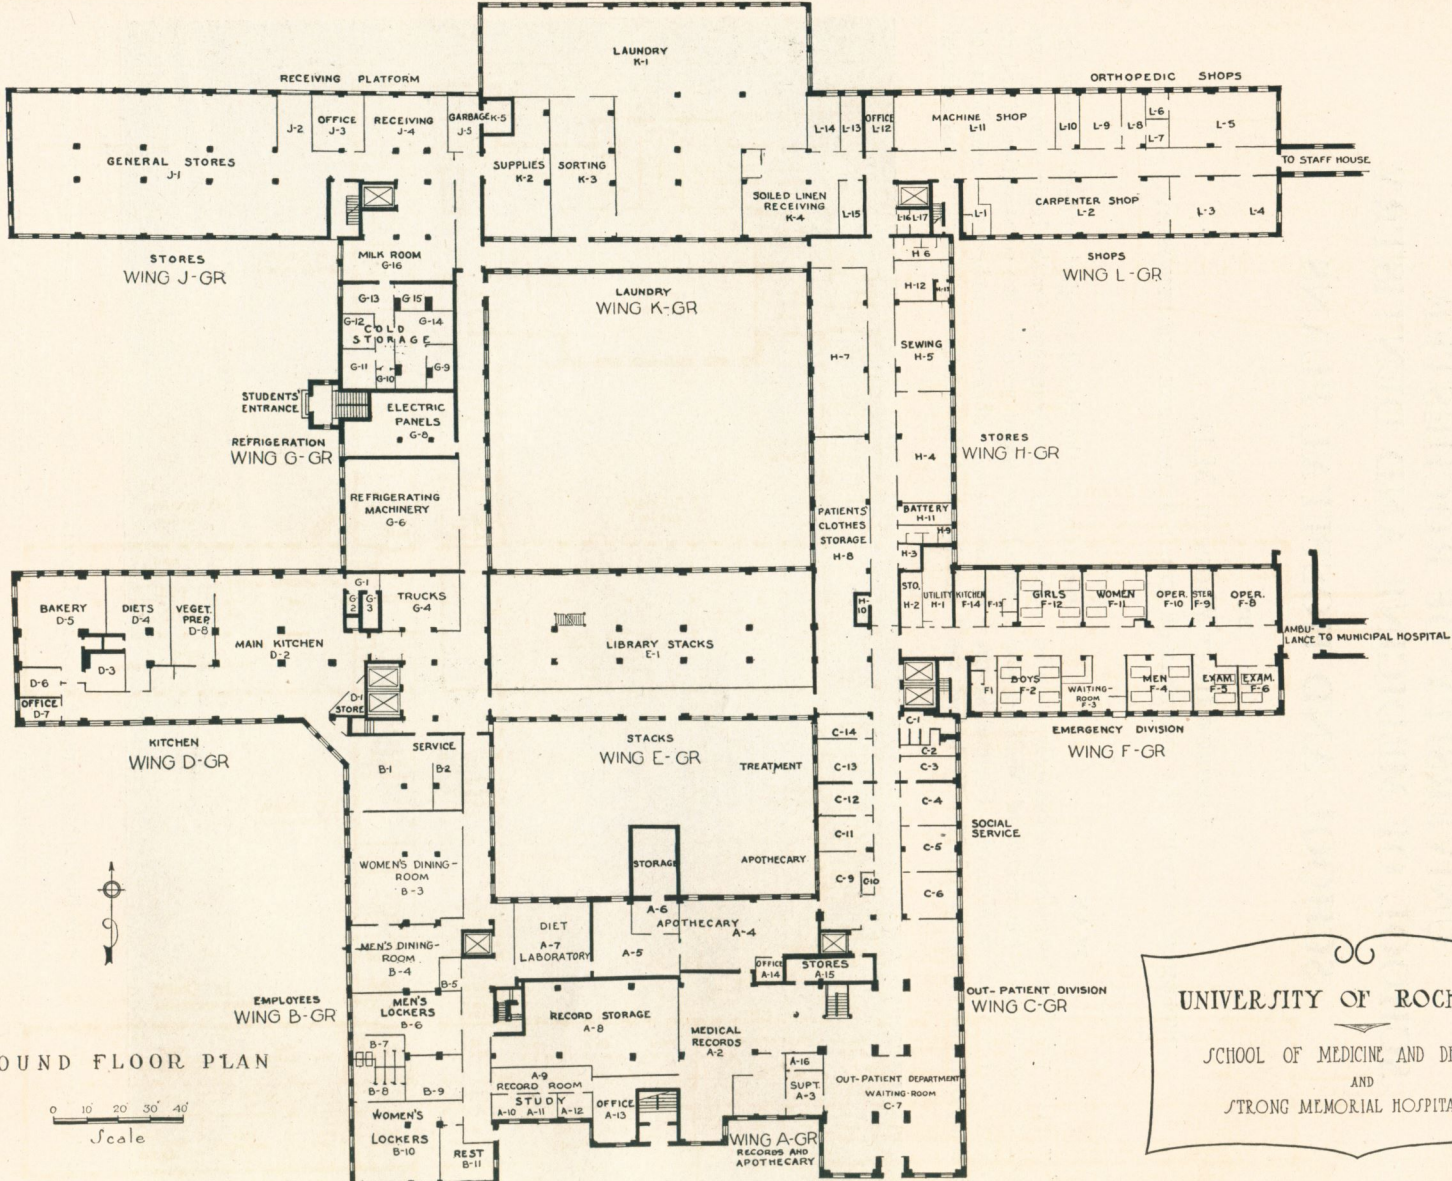 LAUNDRY
K-1
RECEIVING PLATFORM
ORTHOPEDIC SHOPS
GENERAL STORES
J-1
J-2
OFFICE
J-3
RECEIVING
J-4
GARBAGE
J-5
K-5
SUPPLIES
K-2
SORTING
K-3
SOILED LINEN
RECEIVING
K-4
L-14
L-13
OFFICE
L-12
MACHINE SHOP
L-11
L-10
L-9
L-8
L-6
L-7
L-5
TO STAFF HOUSE
L-15
L-16
L-17
L-1
CARPENTER SHOP
L-2
L-3
L-4
STORES
WING J-GR
MILK ROOM
G-16
LAUNDRY
WING K-GR
SHOPS
WING L-GR
H 6
H-12
G-13
G 15
G-12
G-14
COLD
STORAGE
G-11
G-10
G-9
H-7
SEWING
H-5
STUDENTS'
ENTRANCE
ELECTRIC
PANELS
G-8
REFRIGERATION
WING G-GR
STORES
WING H-GR
H-4
REFRIGERATING
MACHINERY
G-6
PATIENTS'
CLOTHES
STORAGE
H-8
BATTERY
H-11
H-9
H-3
BAKERY
D-5
DIETS
D-4
VEGET.
PREP.
D-8
MAIN KITCHEN
D-2
D-3
D-6
OFFICE
D-7
G-1
G-2
G-3
TRUCKS
G-4
D-1
STORE
LIBRARY STACKS
E-1
H-10
STO.
H-2
UTILITY
H-1
KITCHEN
F-14
F-13
GIRLS
F-12
WOMEN
F-11
OPER.
F-10
STER.
F-9
OPER.
F-8
AMBU-
LANCE
TO MUNICIPAL HOSPITAL
F1
BOYS
F-2
WAITING-
ROOM
F-3
MEN
F-4
EXAM.
F-5
EXAM.
F-6
KITCHEN
WING D-GR
SERVICE
B-1
B-2
STACKS
WING E-GR
TREATMENT
C-14
C-13
C-1
C-2
C-3
EMERGENCY DIVISION
WING F-GR
C-12
C-4
C-11
C-5
SOCIAL
SERVICE
WOMEN'S DINING-
ROOM
B-3
STORAGE
APOTHECARY
C-9
C-10
C-6
A-6
APOTHECARY
A-4
DIET
A-7
LABORATORY
A-5
MEN'S DINING-
ROOM
B-4
B-5
OFFICE
A-14
STORES
A-15
EMPLOYEES
WING B-GR
MEN'S
LOCKERS
B-6
RECORD STORAGE
A-8
MEDICAL
RECORDS
A-2
OUT-PATIENT DIVISION
WING C-GR
B-7
B-8
B-9
A-9
RECORD ROOM
STUDY
A-10
A-11
A-12
OFFICE
A-13
A-16
SUPT.
A-3
OUT-PATIENT DEPARTMENT
WAITING-ROOM
C-7
WOMEN'S
LOCKERS
B-10
REST
B-11
WING A-GR
RECORDS AND
APOTHECARY
OUND FLOOR PLAN
0 10 20 30 40
Scale
UNIVERSITY OF ROCH
SCHOOL OF MEDICINE AND DE
AND
STRONG MEMORIAL HOSPITA